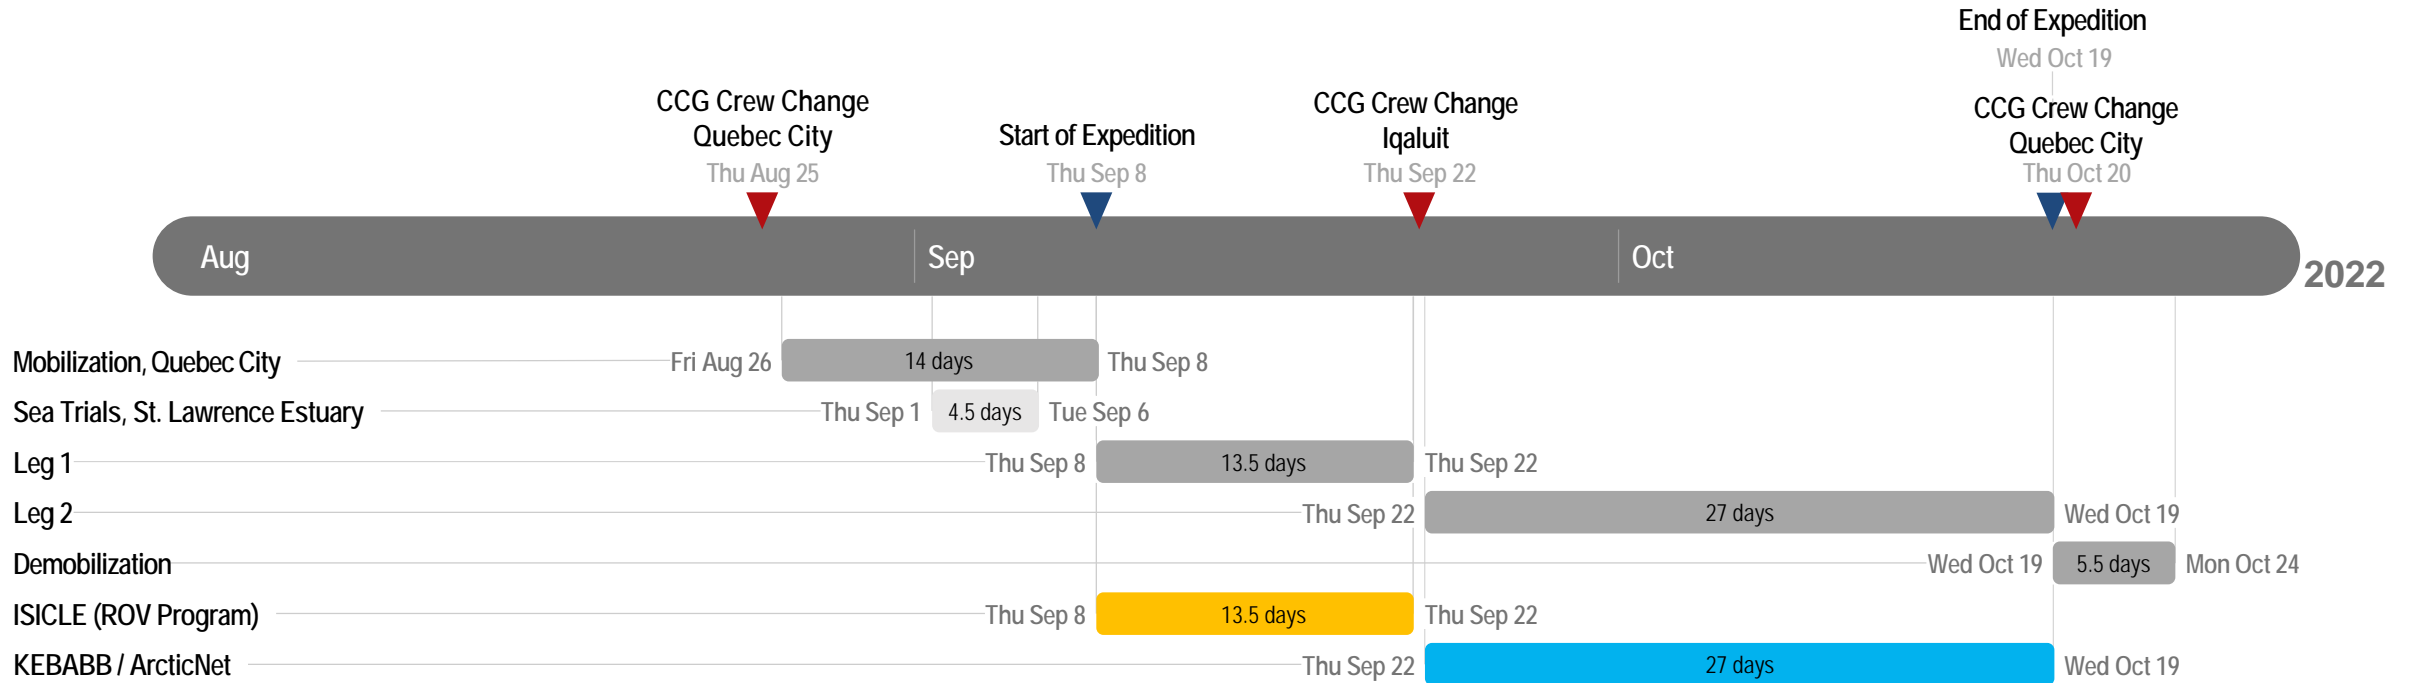 End of Expedition
Wed Oct 19
CCG Crew Change
Quebec City
Thu Aug 25
Start of Expedition
Thu Sep 8
CCG Crew Change
Iqaluit
Thu Sep 22
CCG Crew Change
Quebec City
Thu Oct 20
Aug
Sep
Oct
2022
Mobilization, Quebec City Fri Aug 26 14 days Thu Sep 8
Sea Trials, St. Lawrence Estuary Thu Sep 1 4.5 days Tue Sep 6
Leg 1 Thu Sep 8 13.5 days Thu Sep 22
Leg 2 Thu Sep 22 27 days Wed Oct 19
Demobilization Wed Oct 19 5.5 days Mon Oct 24
ISICLE (ROV Program) Thu Sep 8 13.5 days Thu Sep 22
KEBABB / ArcticNet Thu Sep 22 27 days Wed Oct 19